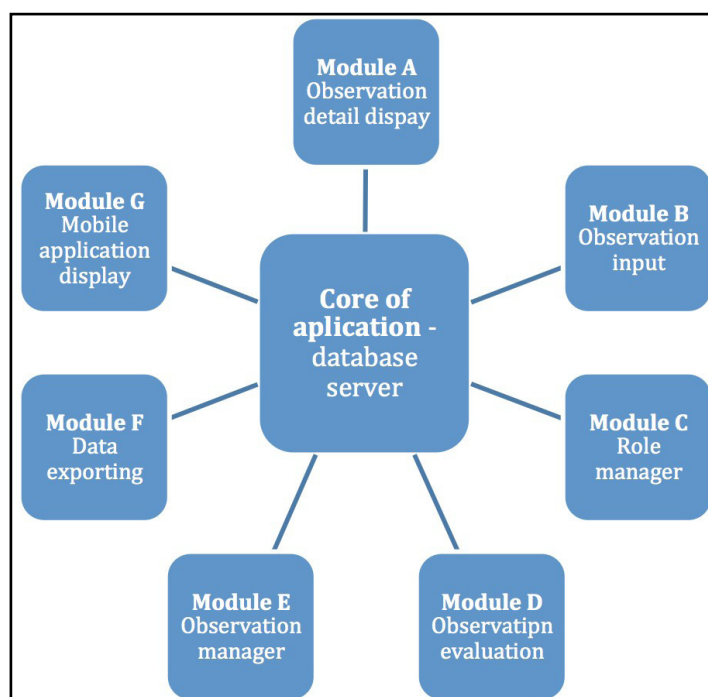 Module A
Observation
detail dispay
Module G
Mobile
application
display
Module B
Observation
input
Core of
aplication -
database
server
Module F
Data
exporting
Module C
Role
manager
Module E
Observation
manager
Module D
Observatipn
evaluation